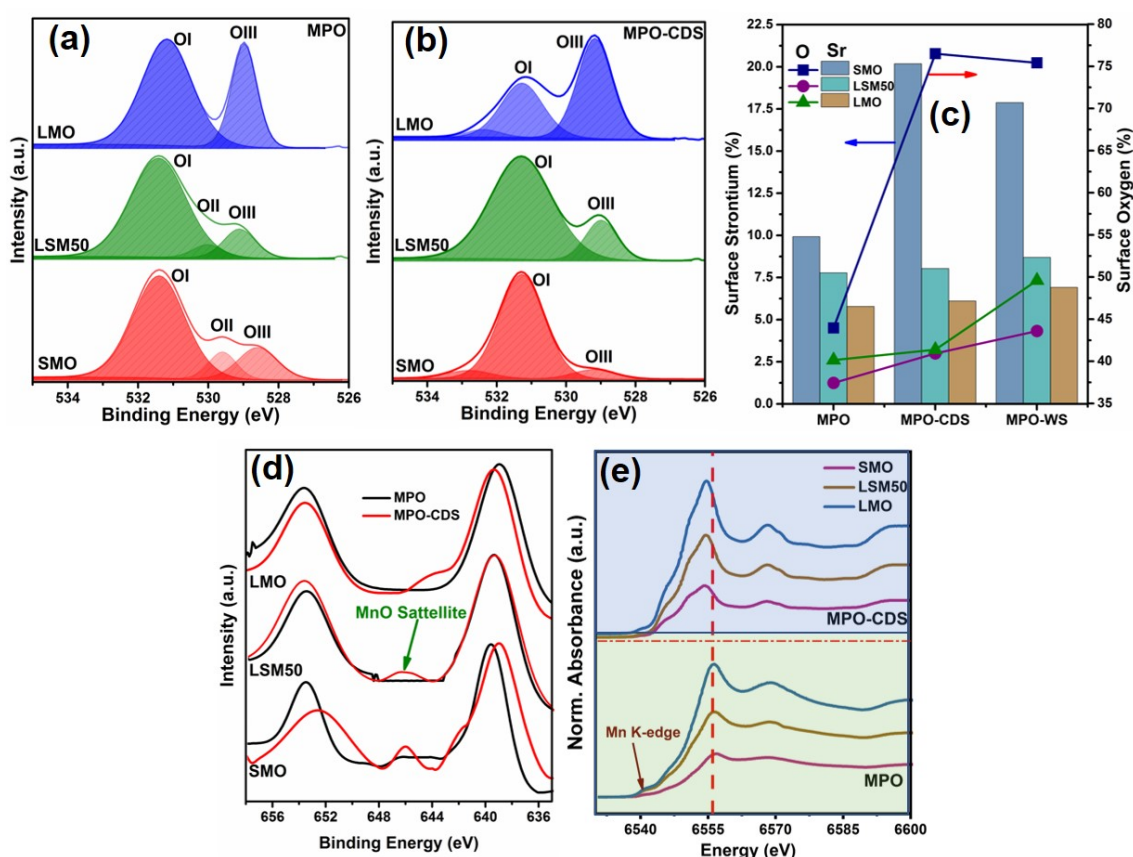 (a)
MPO
OI
OIII
LMO
OI
OII
OIII
LSM50
OI
OII
OIII
SMO
Intensity (a.u.)
534 532 530 528 526
Binding Energy (eV)
(b)
MPO-CDS
OIII
OI
LMO
OI
OIII
LSM50
OI
OIII
SMO
Intensity (a.u.)
534 532 530 528 526
Binding Energy (eV)
(c)
O Sr
SMO
LSM50
LMO
Surface Strontium (%)
22.5
20.0
17.5
15.0
12.5
10.0
7.5
5.0
2.5
0.0
Surface Oxygen (%)
80
75
70
65
60
55
50
45
40
35
MPO MPO-CDS MPO-WS
(d)
MPO
MPO-CDS
LMO
MnO Sattellite
LSM50
SMO
Intensity (a.u.)
656 652 648 644 640 636
Binding Energy (eV)
(e)
SMO
LSM50
LMO
MPO-CDS
Mn K-edge
MPO
Norm. Absorbance (a.u.)
6540 6555 6570 6585 6600
Energy (eV)